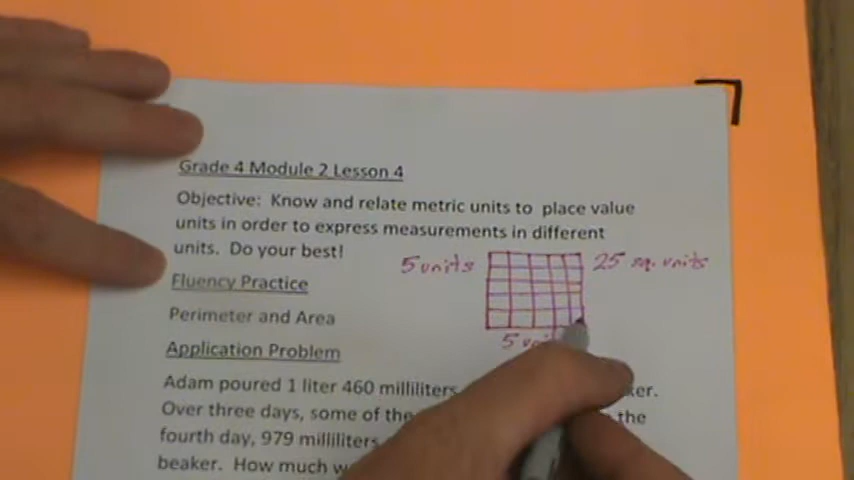 Grade 4 Module 2 Lesson 4
Objective: Know and relate metric units to place value
units in order to express measurements in different
units. Do your best!
5 units
25 sq. units
Fluency Practice
Perimeter and Area
5
Application Problem
Adam poured 1 liter 460 milliliters
Over three days, some of the the
fourth day, 979 milliliters
beaker. How much